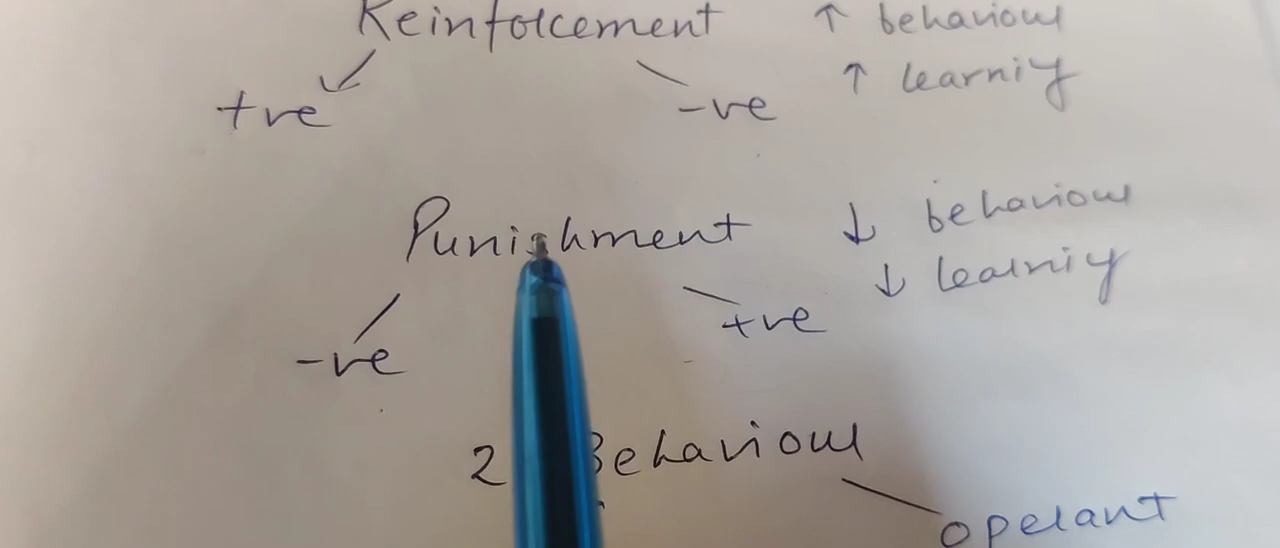 Reinforcement ↑ behaviour
↑ learning
+ve -ve
Punishment ↓ behaviour
↓ learning
-ve +ve
2 Behaviour
operant